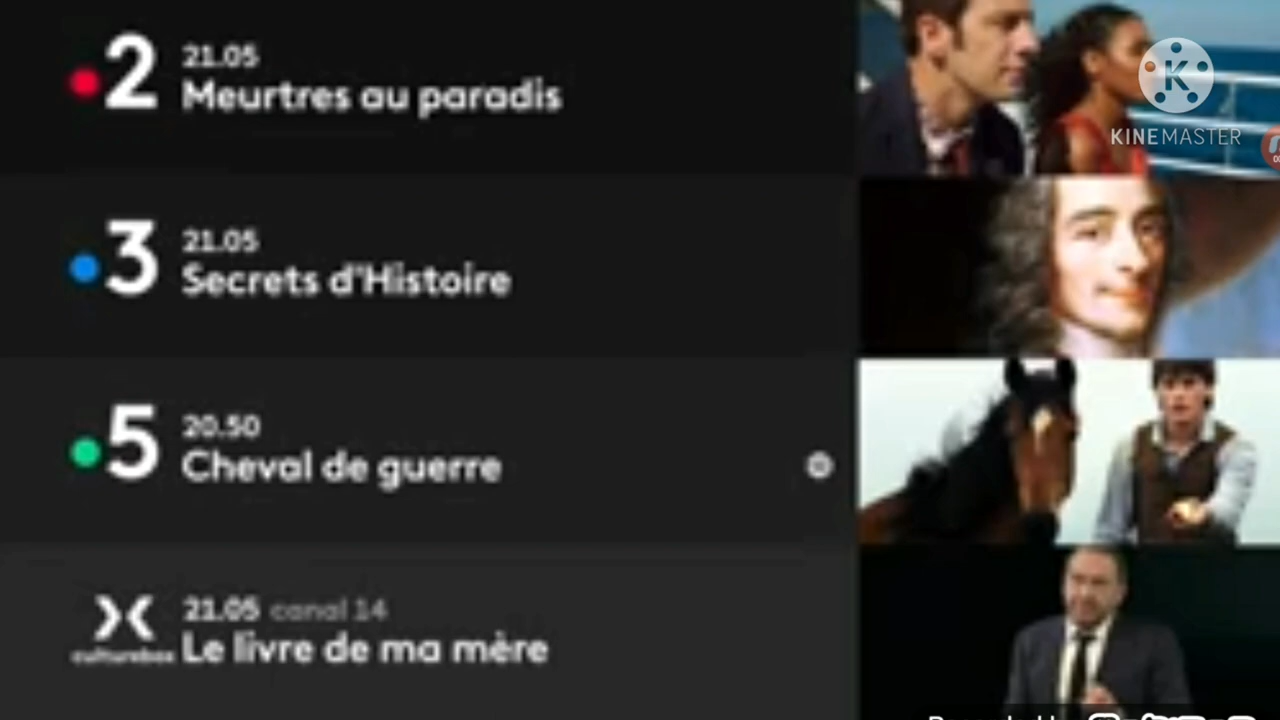 2
21.05
Meurtres au paradis
KINEMASTER
3
21.05
Secrets d'Histoire
5
20.50
Cheval de guerre
21.05 canal 14
culturebox
Le livre de ma mère